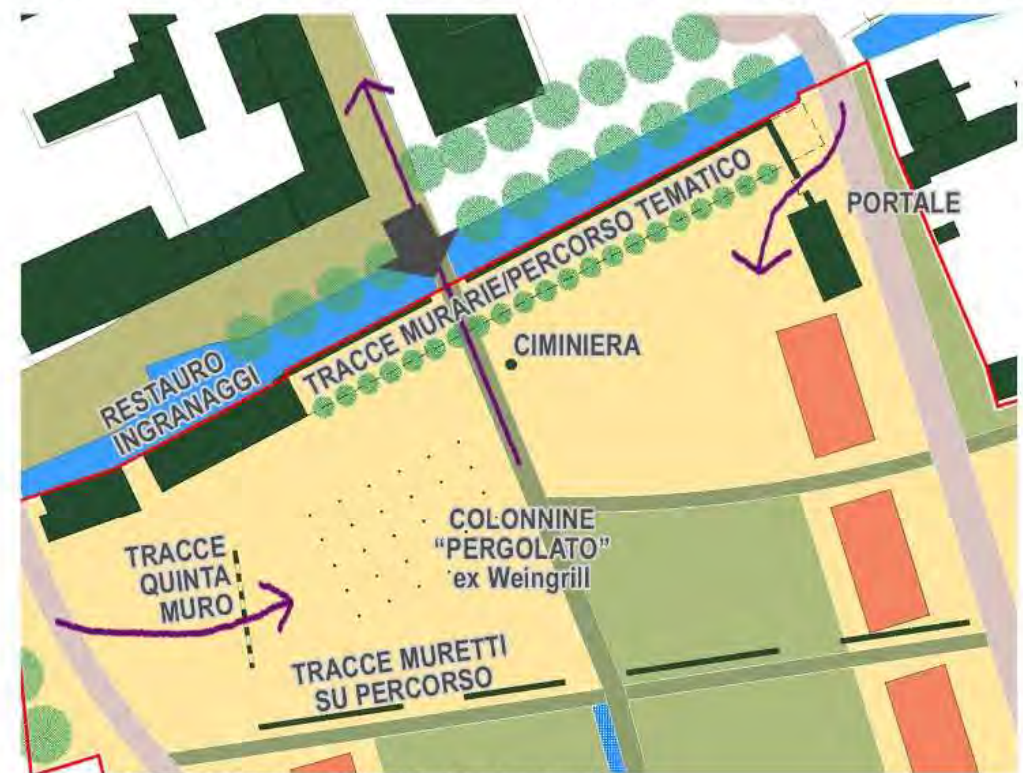 PORTALE
TRACCE MURARIE/PERCORSO TEMATICO
CIMINIERA
RESTAURO
INGRANAGGI
COLONNINE
“PERGOLATO”
ex Weingrill
TRACCE
QUINTA
MURO
TRACCE MURETTI
SU PERCORSO